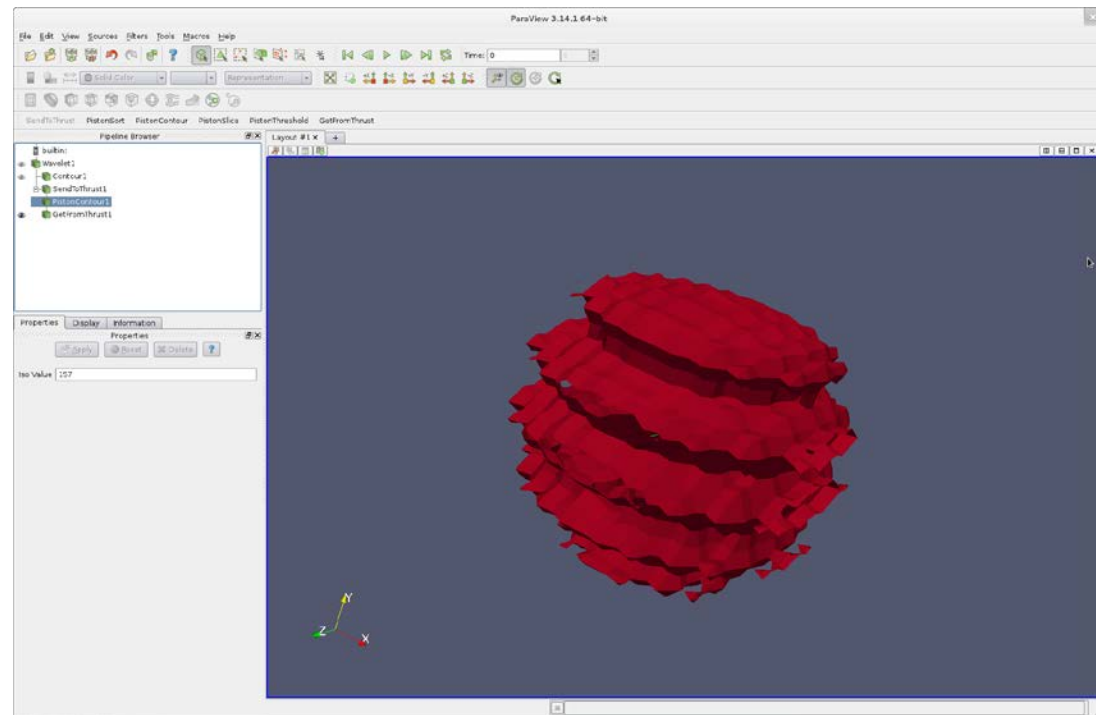 ParaView 3.14.1 64-bit
File Edit View Sources Filters Tools Macros Help
Time: 0
Solid Color Representation
SendToThrust PistonSort PistonContour PistonSlice PistonThreshold GetFromThrust
Pipeline Browser
Layout #1
builtin:
Wavelet1
Contour1
SendToThrust1
PistonContour1
GetFromThrust1
Properties Display Information
Properties
Apply Reset Delete ?
Iso Value 157
Y
Z
X